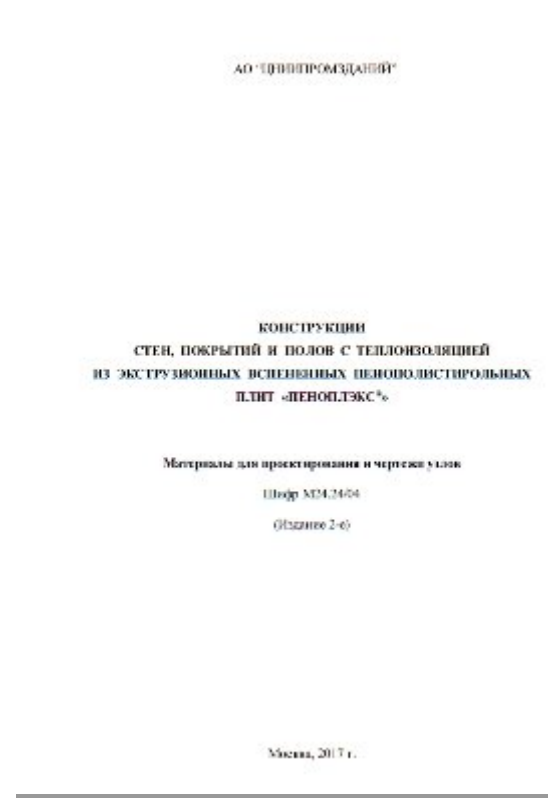 АО "ЦНИИПРОМЗДАНИЙ"
КОНСТРУКЦИИ
СТЕН, ПОКРЫТИЙ И ПОЛОВ С ТЕПЛОИЗОЛЯЦИЕЙ
ИЗ ЭКСТРУЗИОННЫХ ВСПЕНЕННЫХ ПЕНОПОЛИСТИРОЛЬНЫХ
ПЛИТ «ПЕНОПЛЭКС®»
Материалы для проектирования и чертежи узлов
Шифр М24.24/04
(Издание 2-е)
Москва, 2017 г.